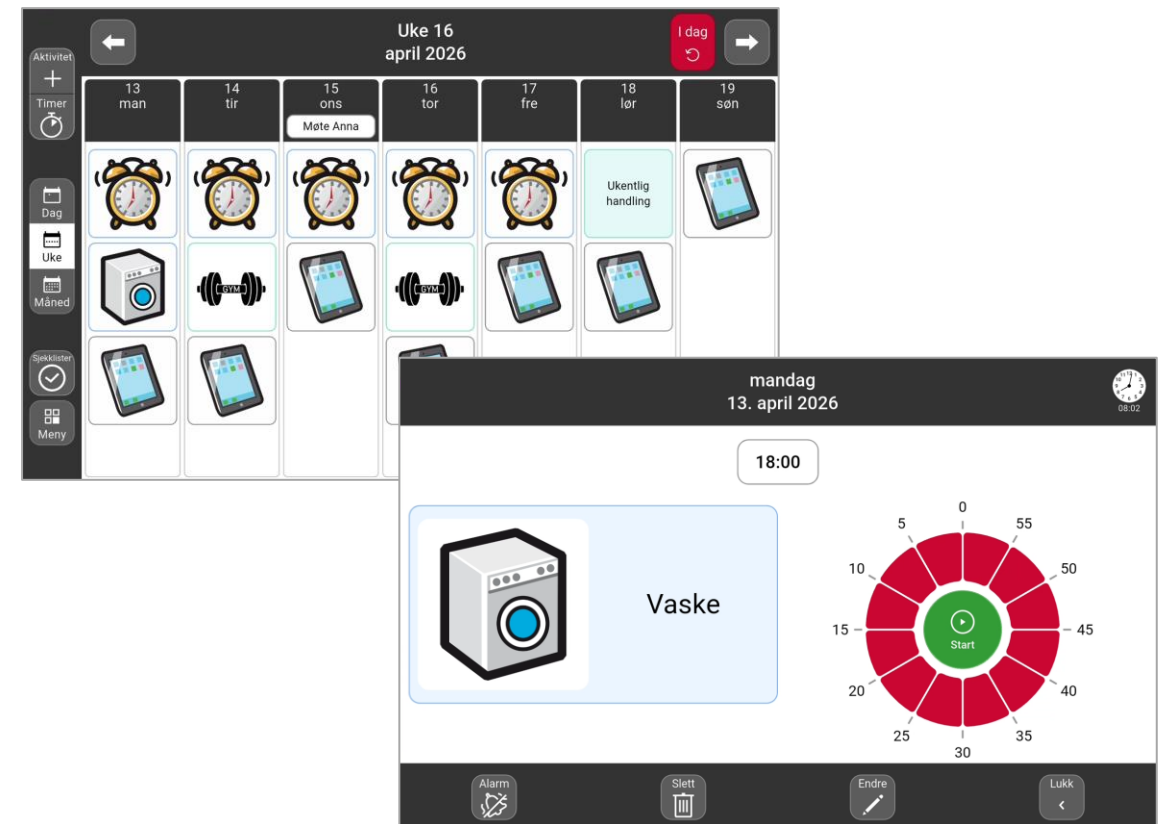 Uke 16
april 2026
I dag
Aktivitet
Timer
Dag
Uke
Måned
Sjekklister
Meny
13
man
14
tir
15
ons
Møte Anna
16
tor
17
fre
18
lør
19
søn
Ukentlig
handling
GYM
GYM
mandag
13. april 2026
08:02
18:00
Vaske
0
55
50
45
40
35
30
25
20
15
10
5
Start
Alarm
Slett
Endre
Lukk